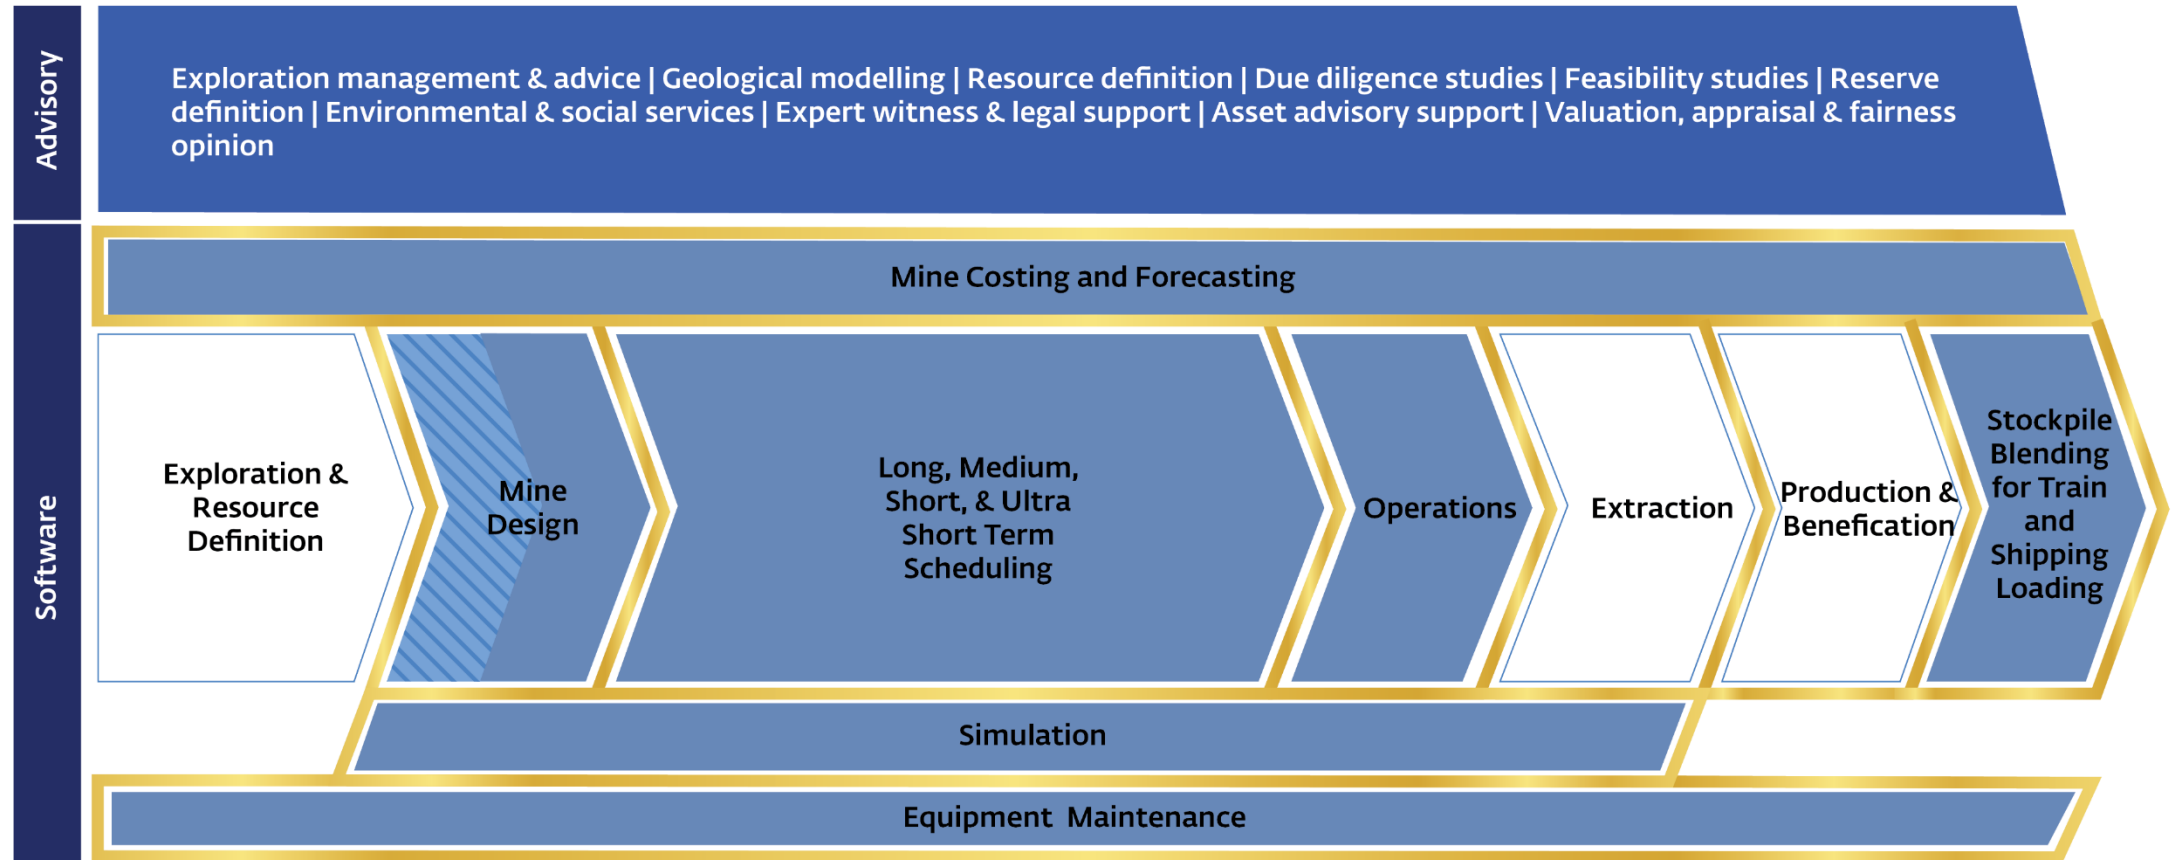 Advisory
Exploration management & advice | Geological modelling | Resource definition | Due diligence studies | Feasibility studies | Reserve
definition | Environmental & social services | Expert witness & legal support | Asset advisory support | Valuation, appraisal & fairness
opinion
Software
Mine Costing and Forecasting
Exploration &
Resource
Definition
Mine
Design
Long, Medium,
Short, & Ultra
Short Term
Scheduling
Operations
Extraction
Production &
Benefication
Stockpile
Blending
for Train
and
Shipping
Loading
Simulation
Equipment Maintenance